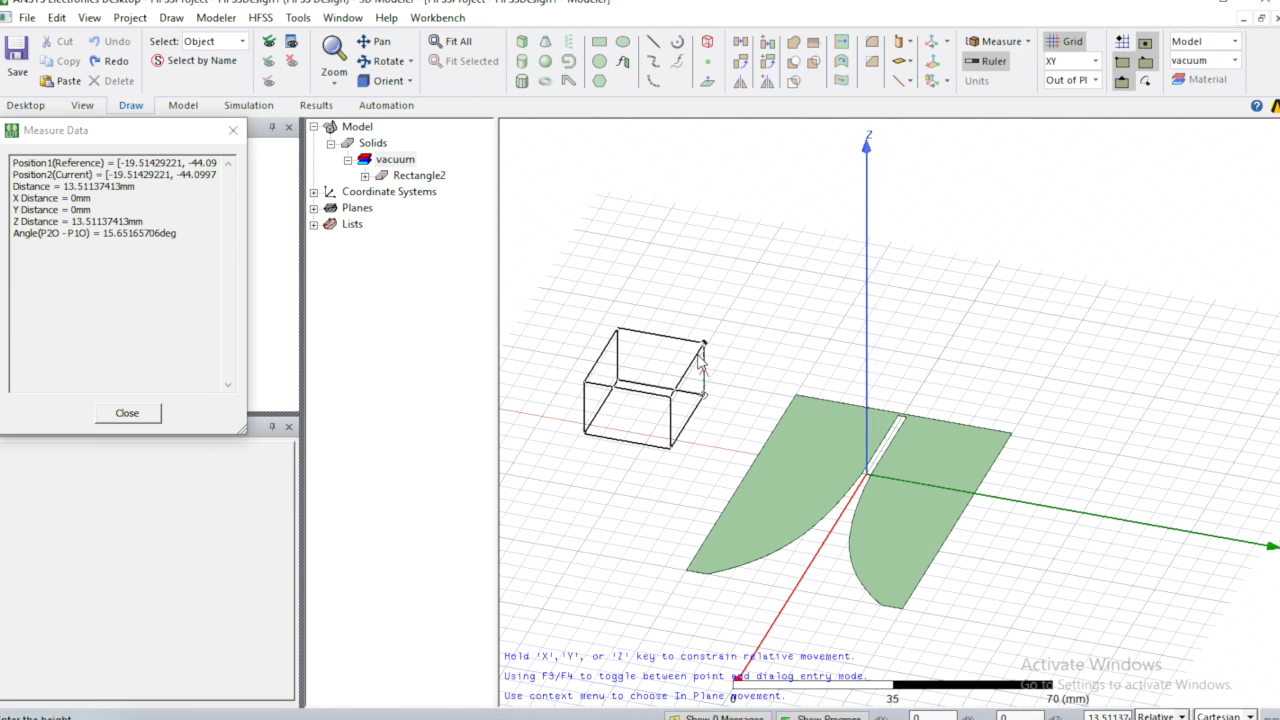 File Edit View Project Draw Modeler HFSS Tools Window Help Workbench
Save
Cut
Copy
Paste
Undo
Redo
Delete
Select: Object
Select by Name
Zoom
Pan
Rotate
Orient
Fit All
Fit Selected
Measure
Ruler
Units
Grid
XY
Out of Pl
Model
vacuum
Material
Desktop View Draw Model Simulation Results Automation
Measure Data
Position1(Reference) = [-19.51429221, -44.09
Position2(Current) = [-19.51429221, -44.0997
Distance = 13.51137413mm
X Distance = 0mm
Y Distance = 0mm
Z Distance = 13.51137413mm
Angle(P2O - P1O) = 15.65165706deg
Close
Model
Solids
vacuum
Rectangle2
Coordinate Systems
Planes
Lists
Z
Hold 'X','Y', or 'Z' key to constrain relative movement.
Using F3/F4 to toggle between point and dialog entry mode.
Use context menu to choose In Plane movement.
0 35 70 (mm)
Activate Windows
Go to Settings to activate Windows.